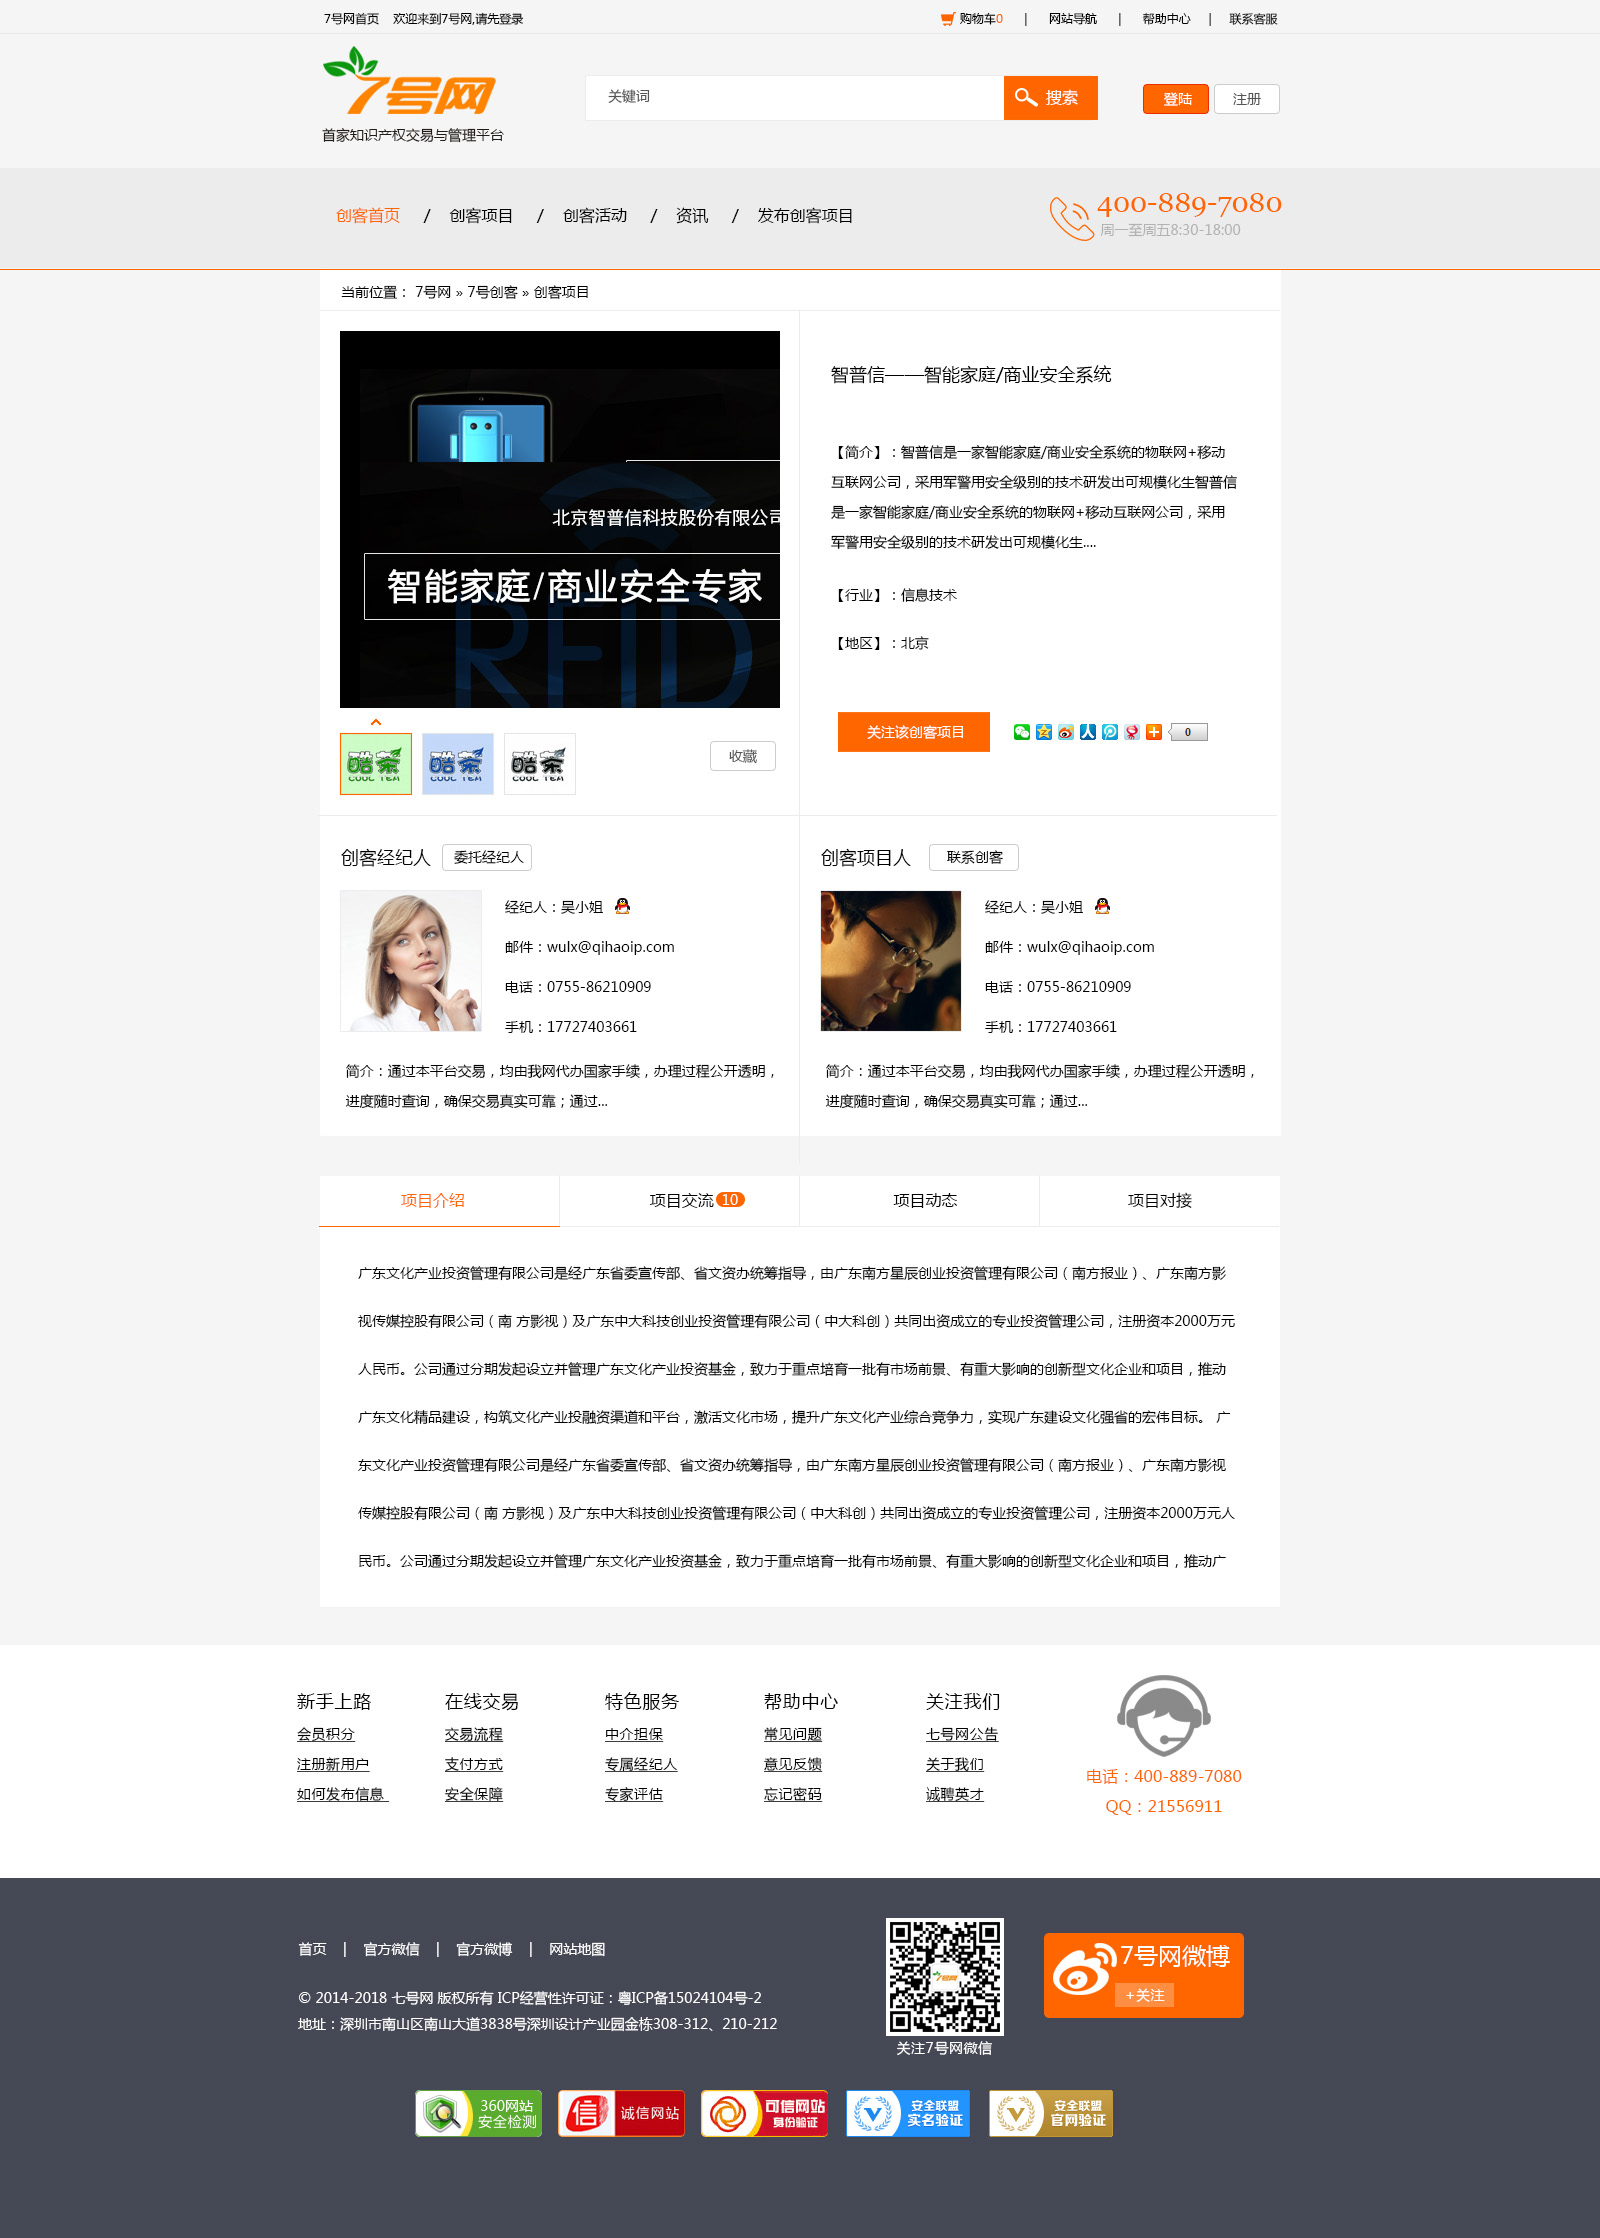 7号网首页 欢迎来到7号网,请先登录
购物车0 | 网站导航 | 帮助中心 | 联系客服
7号网
首家知识产权交易与管理平台
关键词
搜索
登陆
注册
创客首页 / 创客项目 / 创客活动 / 资讯 / 发布创客项目
400-889-7080
周一至周五8:30-18:00
当前位置： 7号网 » 7号创客 » 创客项目
北京智普信科技股份有限公司
智能家庭/商业安全专家
RFID
酷茶 COOL TEA
酷茶 COOL TEA
酷茶 COOL TEA
收藏
智普信——智能家庭/商业安全系统
【简介】：智普信是一家智能家庭/商业安全系统的物联网+移动
互联网公司，采用军警用安全级别的技术研发出可规模化生智普信
是一家智能家庭/商业安全系统的物联网+移动互联网公司，采用
军警用安全级别的技术研发出可规模化生....
【行业】：信息技术
【地区】：北京
关注该创客项目
0
创客经纪人 委托经纪人
经纪人：吴小姐
邮件：wulx@qihaoip.com
电话：0755-86210909
手机：17727403661
简介：通过本平台交易，均由我网代办国家手续，办理过程公开透明，
进度随时查询，确保交易真实可靠；通过...
创客项目人 联系创客
经纪人：吴小姐
邮件：wulx@qihaoip.com
电话：0755-86210909
手机：17727403661
简介：通过本平台交易，均由我网代办国家手续，办理过程公开透明，
进度随时查询，确保交易真实可靠；通过...
项目介绍 项目交流 10 项目动态 项目对接
广东文化产业投资管理有限公司是经广东省委宣传部、省文资办统筹指导，由广东南方星辰创业投资管理有限公司（南方报业）、广东南方影
视传媒控股有限公司（南 方影视）及广东中大科技创业投资管理有限公司（中大科创）共同出资成立的专业投资管理公司，注册资本2000万元
人民币。公司通过分期发起设立并管理广东文化产业投资基金，致力于重点培育一批有市场前景、有重大影响的创新型文化企业和项目，推动
广东文化精品建设，构筑文化产业投融资渠道和平台，激活文化市场，提升广东文化产业综合竞争力，实现广东建设文化强省的宏伟目标。 广
东文化产业投资管理有限公司是经广东省委宣传部、省文资办统筹指导，由广东南方星辰创业投资管理有限公司（南方报业）、广东南方影视
传媒控股有限公司（南 方影视）及广东中大科技创业投资管理有限公司（中大科创）共同出资成立的专业投资管理公司，注册资本2000万元人
民币。公司通过分期发起设立并管理广东文化产业投资基金，致力于重点培育一批有市场前景、有重大影响的创新型文化企业和项目，推动广
新手上路 在线交易 特色服务 帮助中心 关注我们
会员积分 交易流程 中介担保 常见问题 七号网公告
注册新用户 支付方式 专属经纪人 意见反馈 关于我们
如何发布信息 安全保障 专家评估 忘记密码 诚聘英才
电话：400-889-7080
QQ：21556911
首页 | 官方微信 | 官方微博 | 网站地图
© 2014-2018 七号网 版权所有 ICP经营性许可证：粤ICP备15024104号-2
地址：深圳市南山区南山大道3838号深圳设计产业园金栋308-312、210-212
7号网
关注7号网微信
7号网微博
+关注
360网站
安全检测
信 诚信网站
可信网站
身份验证
安全联盟
实名验证
安全联盟
官网验证